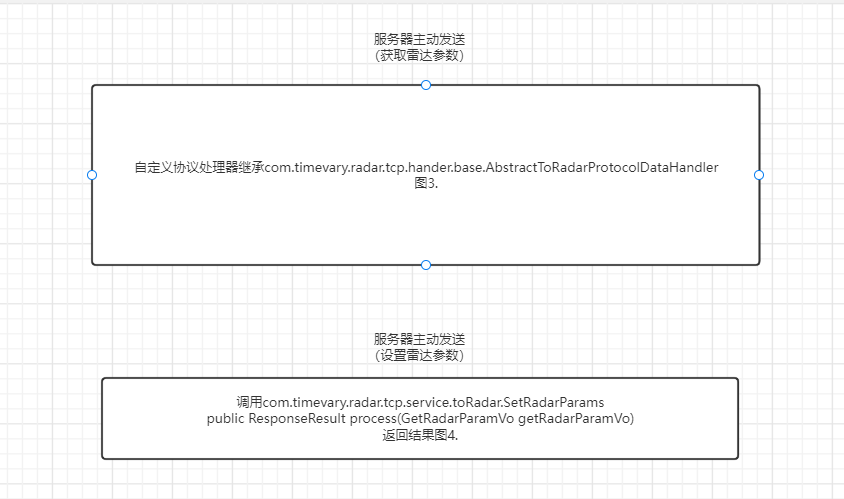 服务器主动发送
(获取雷达参数)
自定义协议处理器继承com.timevary.radar.tcp.hander.base.AbstractToRadarProtocolDataHandler
图3.
服务器主动发送
(设置雷达参数)
调用com.timevary.radar.tcp.service.toRadar.SetRadarParams
public ResponseResult process(GetRadarParamVo getRadarParamVo)
返回结果图4.